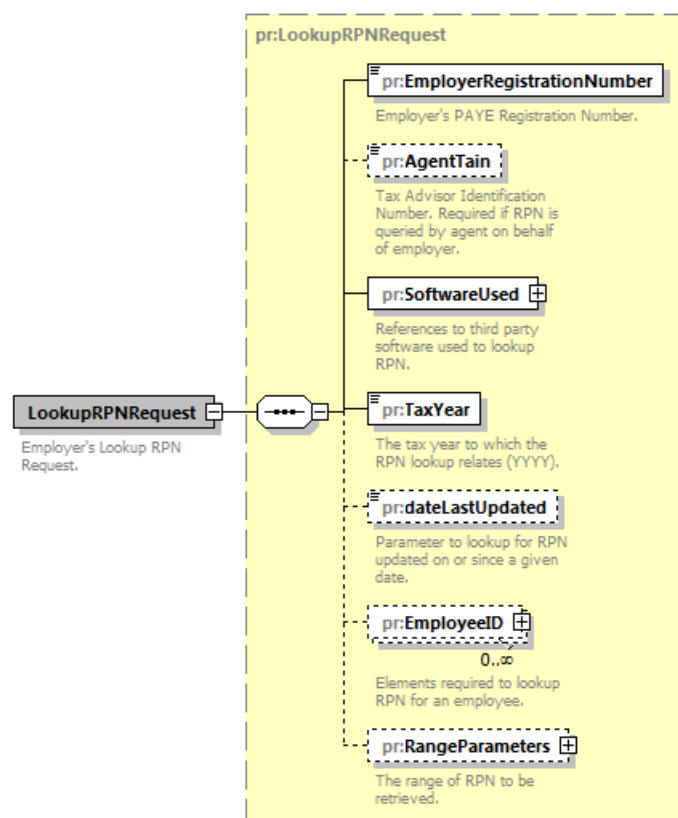 pr:LookupRPNRequest
pr:EmployerRegistrationNumber
Employer's PAYE Registration Number.
pr:AgentTain
Tax Advisor Identification
Number. Required if RPN is
queried by agent on behalf
of employer.
pr:SoftwareUsed
References to third party
software used to lookup
RPN.
LookupRPNRequest
Employer's Lookup RPN
Request.
pr:TaxYear
The tax year to which the
RPN lookup relates (YYYY).
pr:dateLastUpdated
Parameter to lookup for RPN
updated on or since a given
date.
pr:EmployeeID
0..∞
Elements required to lookup
RPN for an employee.
pr:RangeParameters
The range of RPN to be
retrieved.